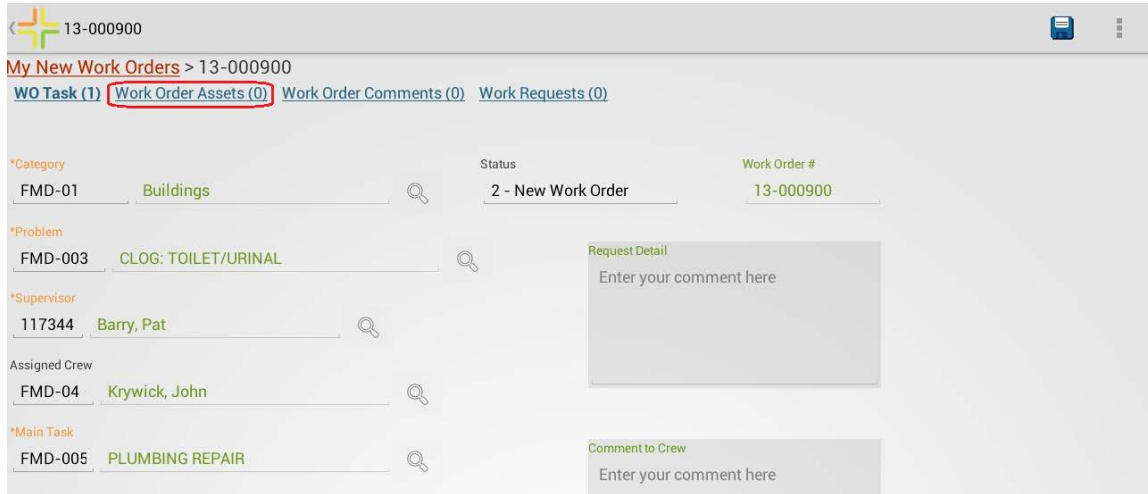 13-000900
My New Work Orders > 13-000900
WO Task (1) Work Order Assets (0) Work Order Comments (0) Work Requests (0)
*Category Status Work Order #
FMD-01 Buildings 2 - New Work Order 13-000900
*Problem
FMD-003 CLOG: TOILET/URINAL
Request Detail
Enter your comment here
*Supervisor
117344 Barry, Pat
Assigned Crew
FMD-04 Krywick, John
*Main Task
FMD-005 PLUMBING REPAIR
Comment to Crew
Enter your comment here